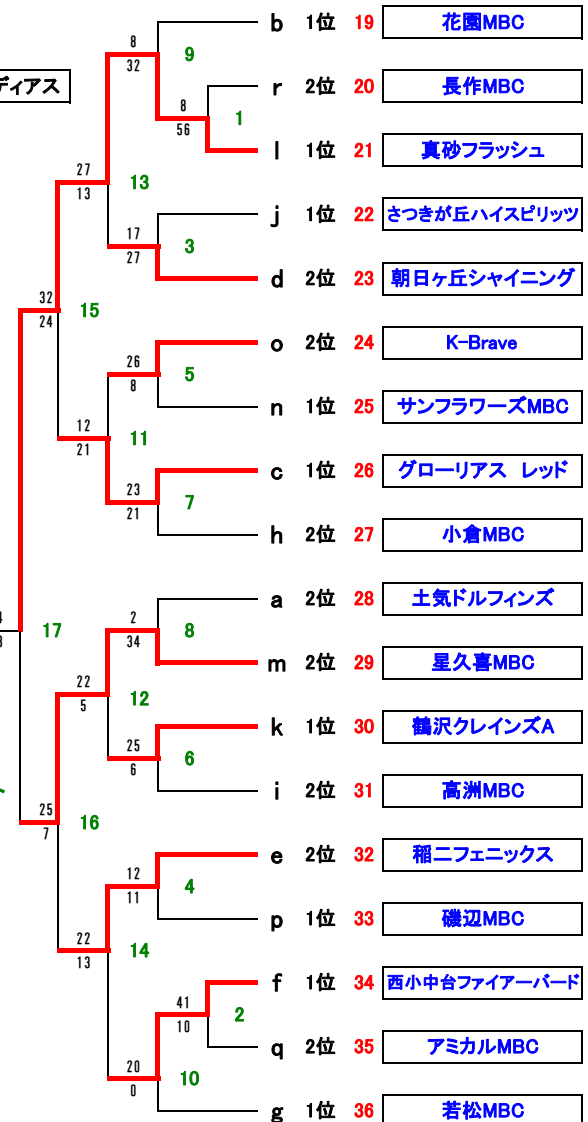 b 1位 19 花園MBC
8
9
32
ディアス
r 2位 20 長作MBC
8
1
56
l 1位 21 真砂フラッシュ
27
13
13
j 1位 22 さつきが丘ハイスピリッツ
17
3
27
d 2位 23 朝日ヶ丘シャイニング
32
15
24
o 2位 24 K-Brave
26
5
8
n 1位 25 サンフラワーズMBC
12
11
21
c 1位 26 グローリアス レッド
23
7
21
h 2位 27 小倉MBC
a 2位 28 土気ドルフィンズ
2
17
8
34
m 2位 29 星久喜MBC
22
12
5
k 1位 30 鶴沢クレインズA
25
6
6
i 2位 31 高洲MBC
25
16
7
e 2位 32 稲二フェニックス
12
4
11
p 1位 33 磯辺MBC
22
14
13
f 1位 34 西小中台ファイアーバード
41
2
10
q 2位 35 アミカルMBC
20
10
0
g 1位 36 若松MBC